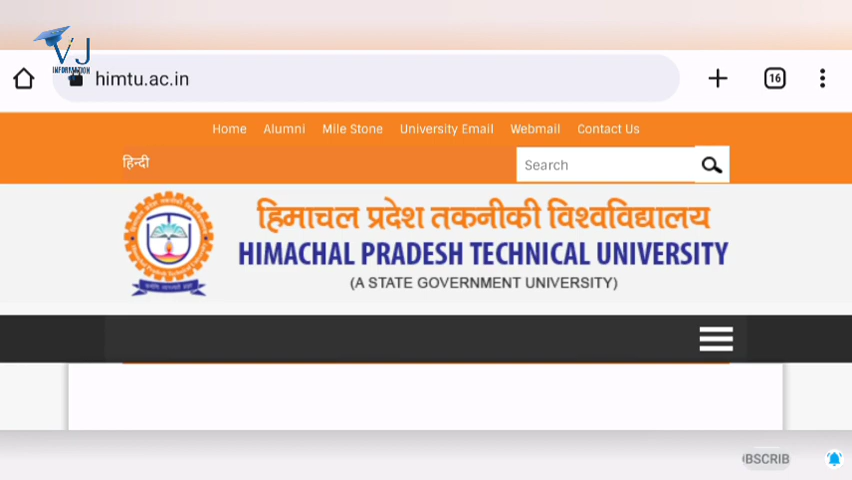 VJ
INFORMATION
himtu.ac.in
16
Home Alumni Mile Stone University Email Webmail Contact Us
हिन्दी
Search
हिमाचल प्रदेश तकनीकी विश्वविद्यालय
HIMACHAL PRADESH TECHNICAL UNIVERSITY
(A STATE GOVERNMENT UNIVERSITY)